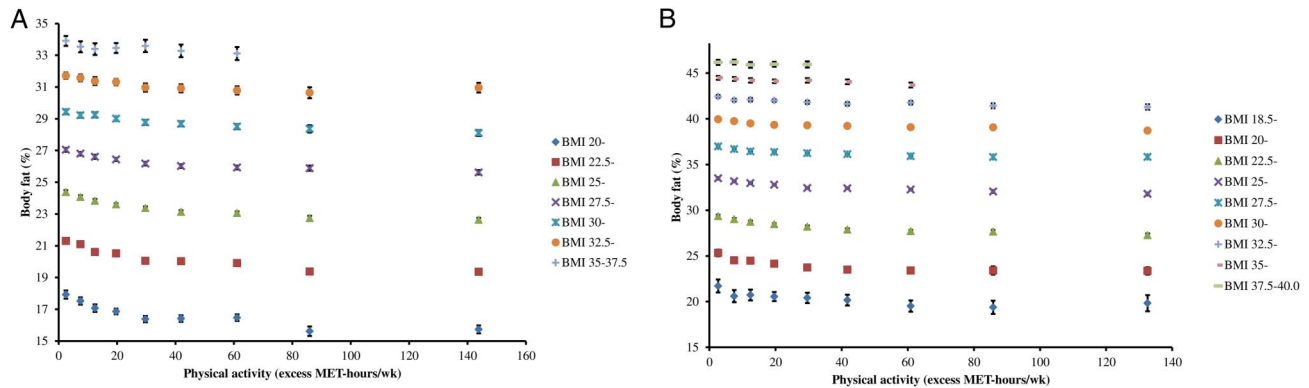 A
35
33
31
29
27
25
23
21
19
17
15
Body fat (%)
0 20 40 60 80 100 120 140 160
Physical activity (excess MET-hours/wk)
BMI 20-
BMI 22.5-
BMI 25-
BMI 27.5-
BMI 30-
BMI 32.5-
BMI 35-37.5
B
45
40
35
30
25
20
15
Body fat (%)
0 20 40 60 80 100 120 140
Physical activity (excess MET-hours/wk)
BMI 18.5-
BMI 20-
BMI 22.5-
BMI 25-
BMI 27.5-
BMI 30-
BMI 32.5-
BMI 35-
BMI 37.5-40.0